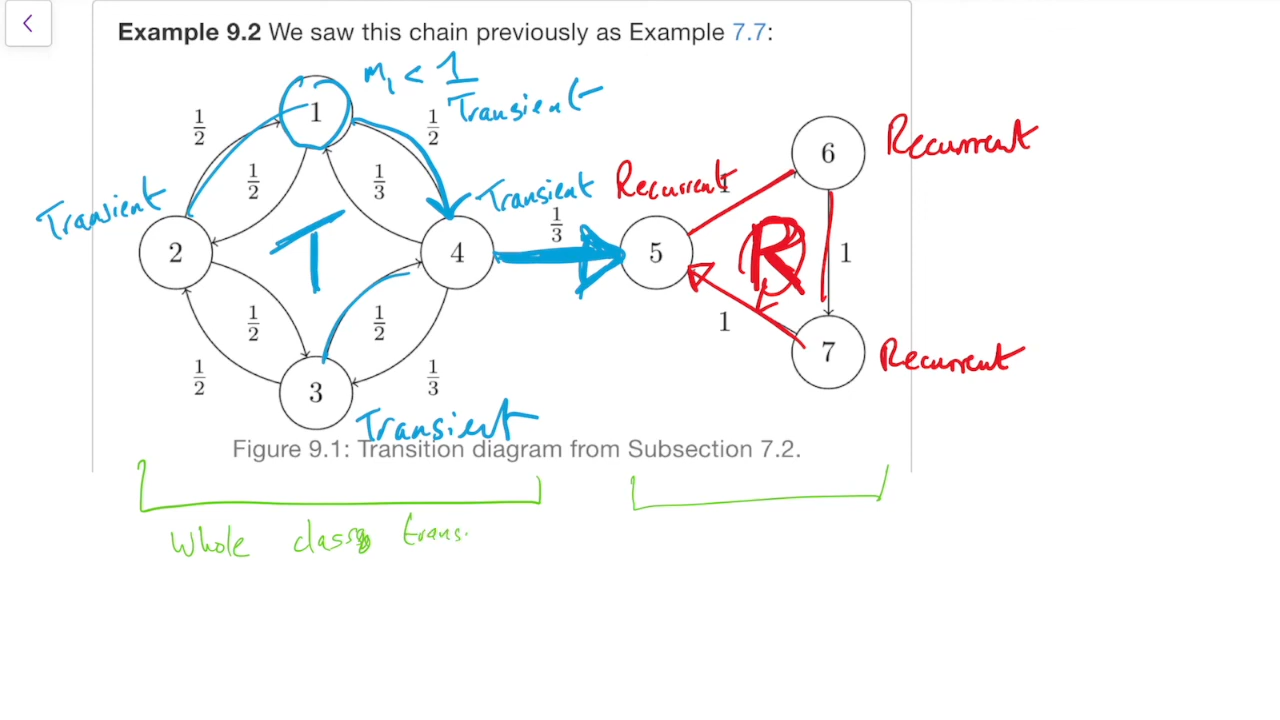 Example 9.2 We saw this chain previously as Example 7.7:
m₁ < 1
Transient
1/2
1
1/2
1/2
1/3
Transient
Transient
Recurrent
1
6
Recurrent
2
T
4
1/3
5
R
1
1/2
1/2
1
7
Recurrent
1/2
3
1/3
Transient
Figure 9.1: Transition diagram from Subsection 7.2.
Whole class trans.